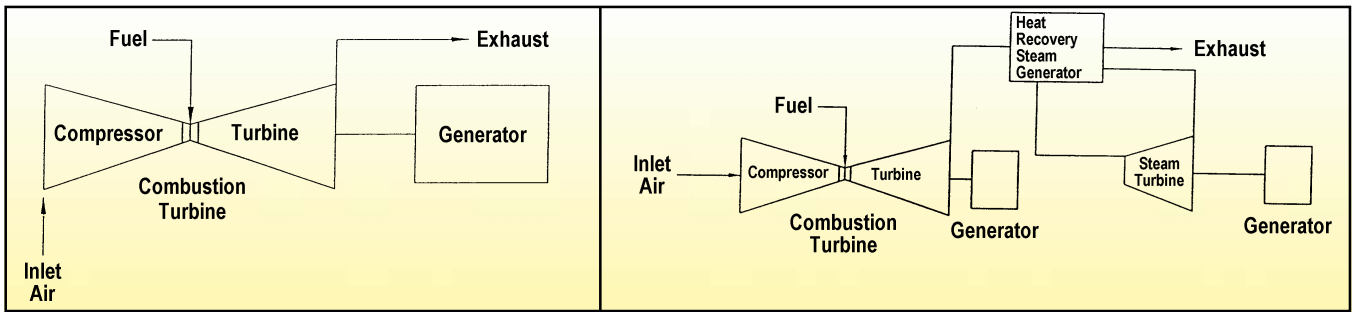 Fuel
Exhaust
Compressor
Turbine
Generator
Combustion
Turbine
Inlet
Air
Heat
Recovery
Steam
Generator
Exhaust
Fuel
Inlet
Air
Compressor
Turbine
Steam
Turbine
Combustion
Turbine
Generator
Generator